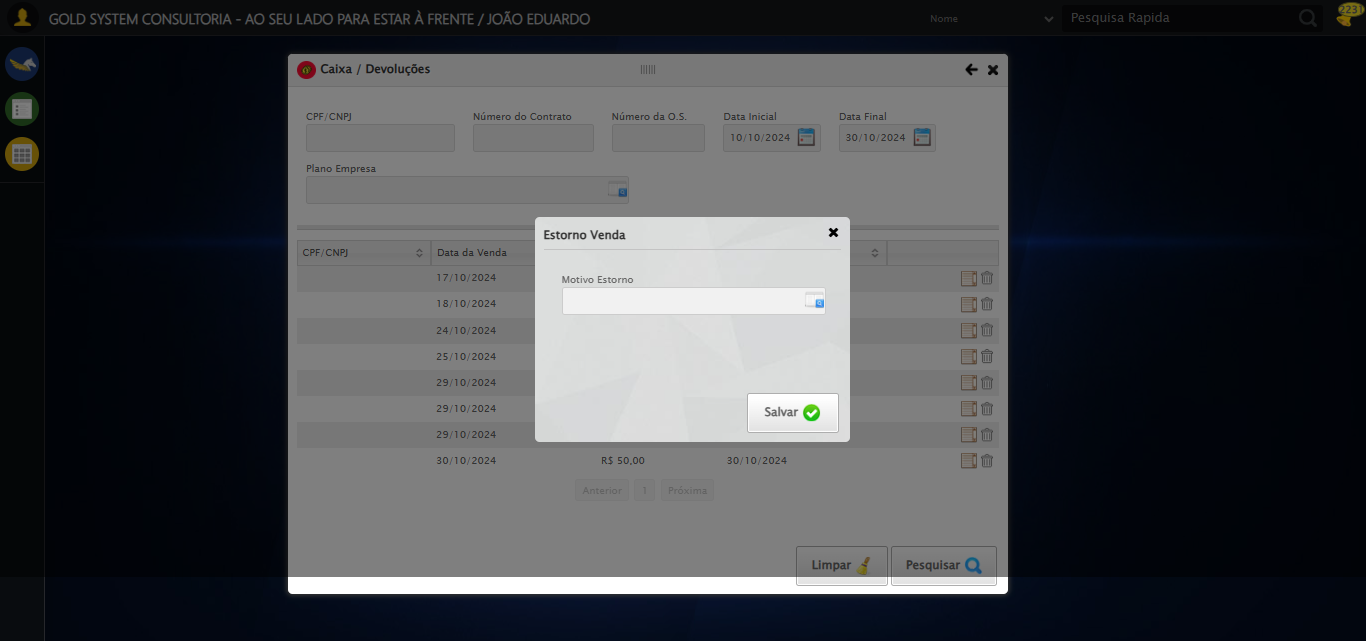 GOLD SYSTEM CONSULTORIA - AO SEU LADO PARA ESTAR À FRENTE / JOÃO EDUARDO
Nome
Pesquisa Rapida
2231
Caixa / Devoluções
CPF/CNPJ
Número do Contrato
Número da O.S.
Data Inicial
Data Final
10/10/2024
30/10/2024
Plano Empresa
Estorno Venda
Motivo Estorno
Salvar
CPF/CNPJ
Data da Venda
17/10/2024
18/10/2024
24/10/2024
25/10/2024
29/10/2024
29/10/2024
29/10/2024
30/10/2024 R$ 50,00 30/10/2024
Anterior 1 Próxima
Limpar
Pesquisar